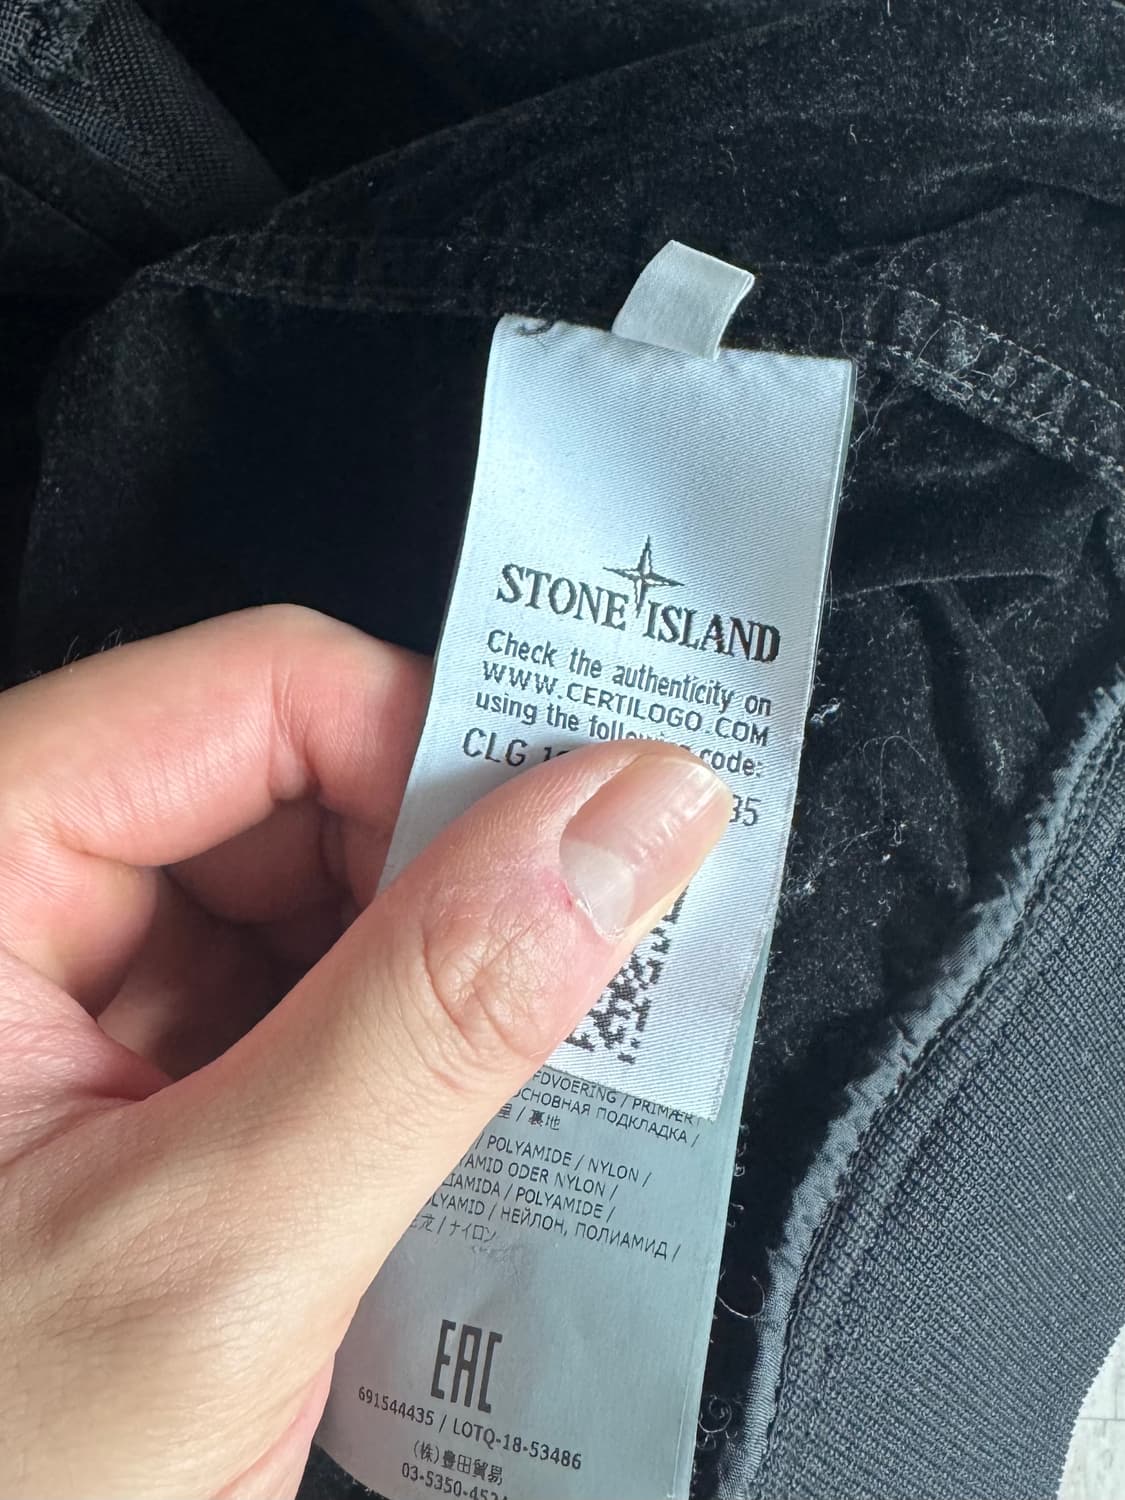 STONE ISLAND
Check the authenticity on
WWW.CERTILOGO.COM
using the following code:
CLG 35
/ PRIMÆR
ОСНОВНАЯ ПОДКЛАДКА /
/ 裏地
/ POLYAMIDE / NYLON /
ODER NYLON /
/ POLYAMIDE /
/ НЕЙЛОН, ПОЛИАМИД /
/ ナイロン
EAC
691544435 / LOTQ-18-53486
(株)豊田貿易